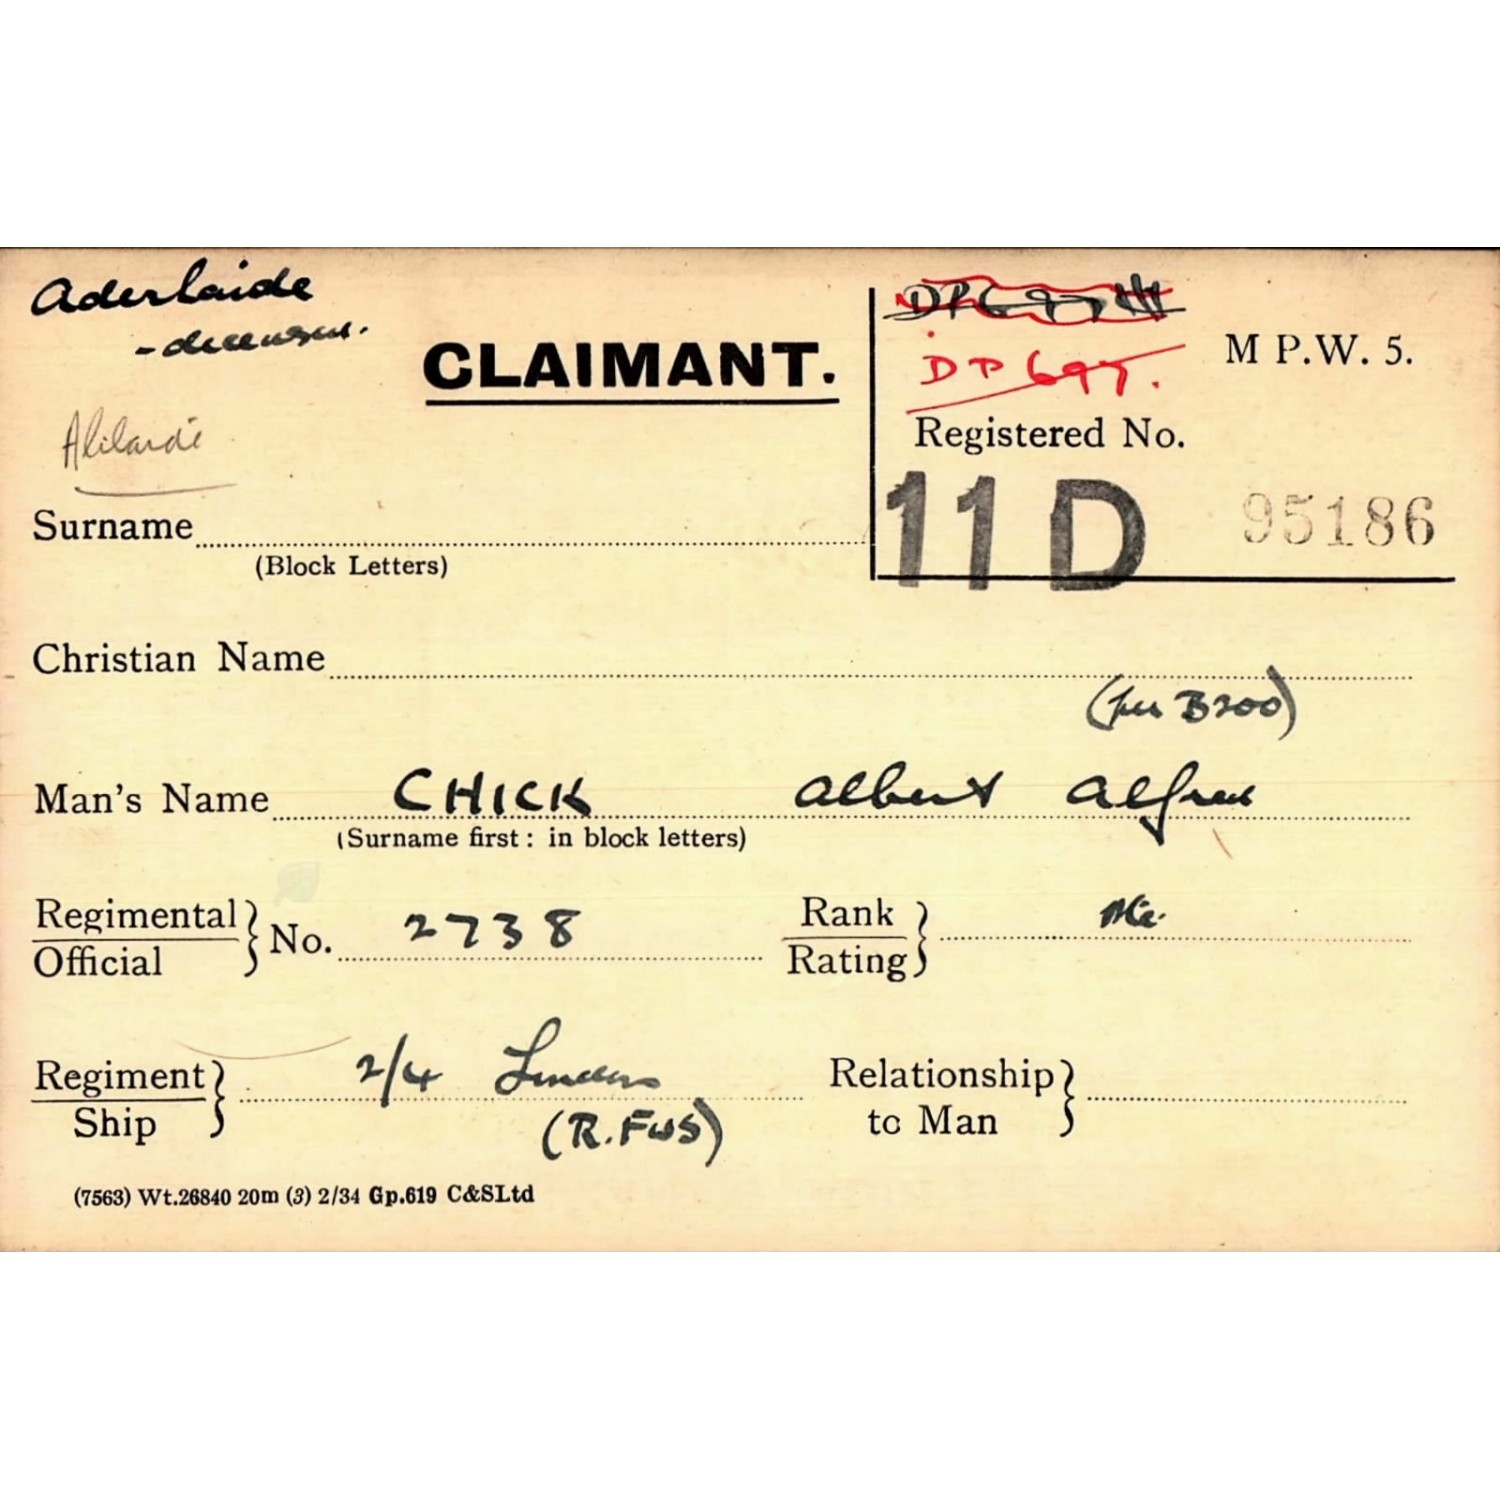 Aderlaide
- deceased.
CLAIMANT.
DP 697.
M P.W. 5.
Registered No.
11 D 95186
Surname
(Block Letters)
Christian Name
(per B200)
Man's Name CHICK Albert Alfred
(Surname first: in block letters)
Regimental
Official } No. 2738
Rank
Rating } Pte.
Regiment
Ship } 2/4 Londons
(R. FUS)
Relationship
to Man }
(7563) Wt.26840 20m (3) 2/34 Gp.619 C&SLtd